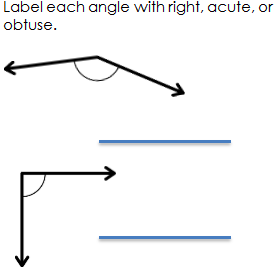 Label each angle with right, acute, or
obtuse.